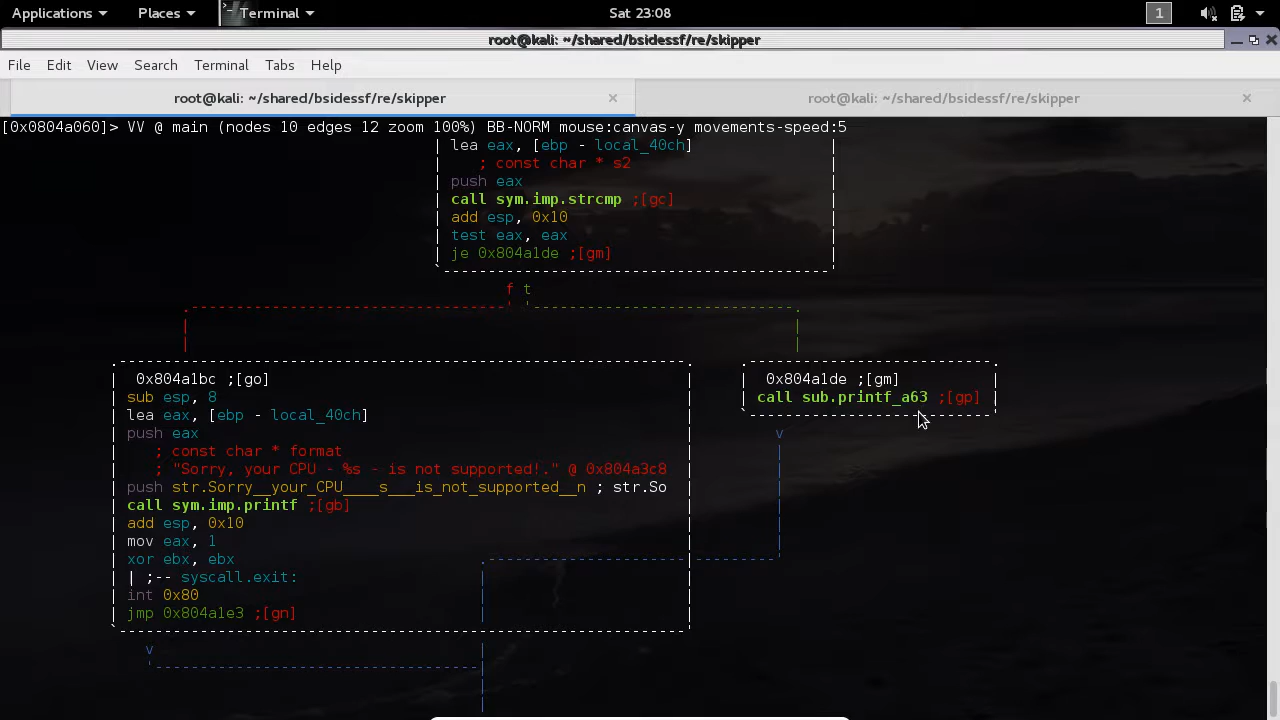 Applications Places Terminal Sat 23:08 1
root@kali: ~/shared/bsidessf/re/skipper
File Edit View Search Terminal Tabs Help
root@kali: ~/shared/bsidessf/re/skipper × root@kali: ~/shared/bsidessf/re/skipper ×
[0x0804a060]> VV @ main (nodes 10 edges 12 zoom 100%) BB-NORM mouse:canvas-y movements-speed:5
lea eax, [ebp - local_40ch]
; const char * s2
push eax
call sym.imp.strcmp ;[gc]
add esp, 0x10
test eax, eax
je 0x804a1de ;[gm]
f t
0x804a1bc ;[go]
sub esp, 8
lea eax, [ebp - local_40ch]
push eax
; const char * format
; "Sorry, your CPU - %s - is not supported!." @ 0x804a3c8
push str.Sorry__your_CPU____s___is_not_supported__n ; str.So
call sym.imp.printf ;[gb]
add esp, 0x10
mov eax, 1
xor ebx, ebx
| ;-- syscall.exit:
int 0x80
jmp 0x804a1e3 ;[gn]
v
0x804a1de ;[gm]
call sub.printf_a63 ;[gp]
v